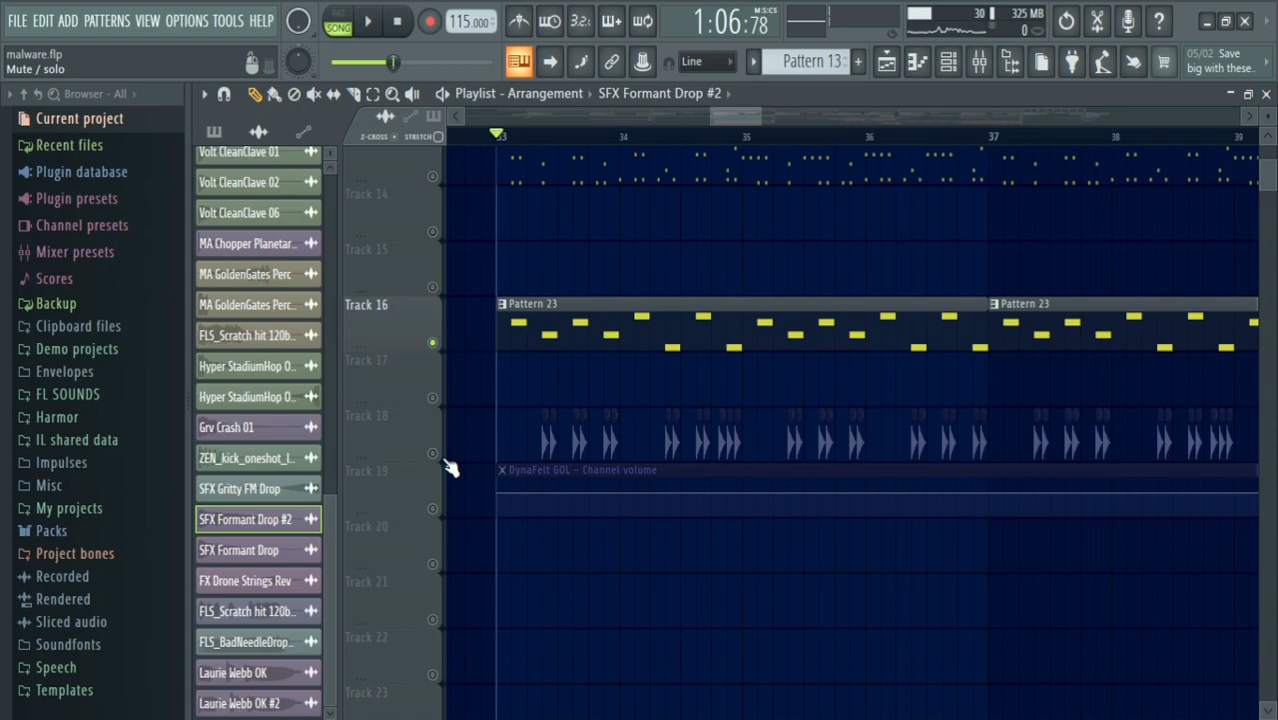 FILE EDIT ADD PATTERNS VIEW OPTIONS TOOLS HELP
PAT
SONG
115.000
3.2.
1:06:78
M:S:CS
30
325 MB
0
malware.flp
Mute / solo
Line
Pattern 13
05/02 Save
big with these..
Browser - All
Playlist - Arrangement
SFX Formant Drop #2
Z-CROSS
STRETCH
33
34
35
36
37
38
39
Current project
Recent files
Plugin database
Plugin presets
Channel presets
Mixer presets
Scores
Backup
Clipboard files
Demo projects
Envelopes
FL SOUNDS
Harmor
IL shared data
Impulses
Misc
My projects
Packs
Project bones
Recorded
Rendered
Sliced audio
Soundfonts
Speech
Templates
Volt CleanClave 01
Volt CleanClave 02
Volt CleanClave 06
MA Chopper Planetar..
MA GoldenGates Perc
MA GoldenGates Perc..
FLS_Scratch hit 120b..
Hyper StadiumHop O..
Hyper StadiumHop O..
Grv Crash 01
ZEN_kick_oneshot_l..
SFX Gritty FM Drop
SFX Formant Drop #2
SFX Formant Drop
FX Drone Strings Rev
FLS_Scratch hit 120b..
FLS_BadNeedleDrop..
Laurie Webb OK
Laurie Webb OK #2
Track 14
Track 15
Track 16
Track 17
Track 18
Track 19
Track 20
Track 21
Track 22
Track 23
Pattern 23
Pattern 23
DynaFelt GOL - Channel volume